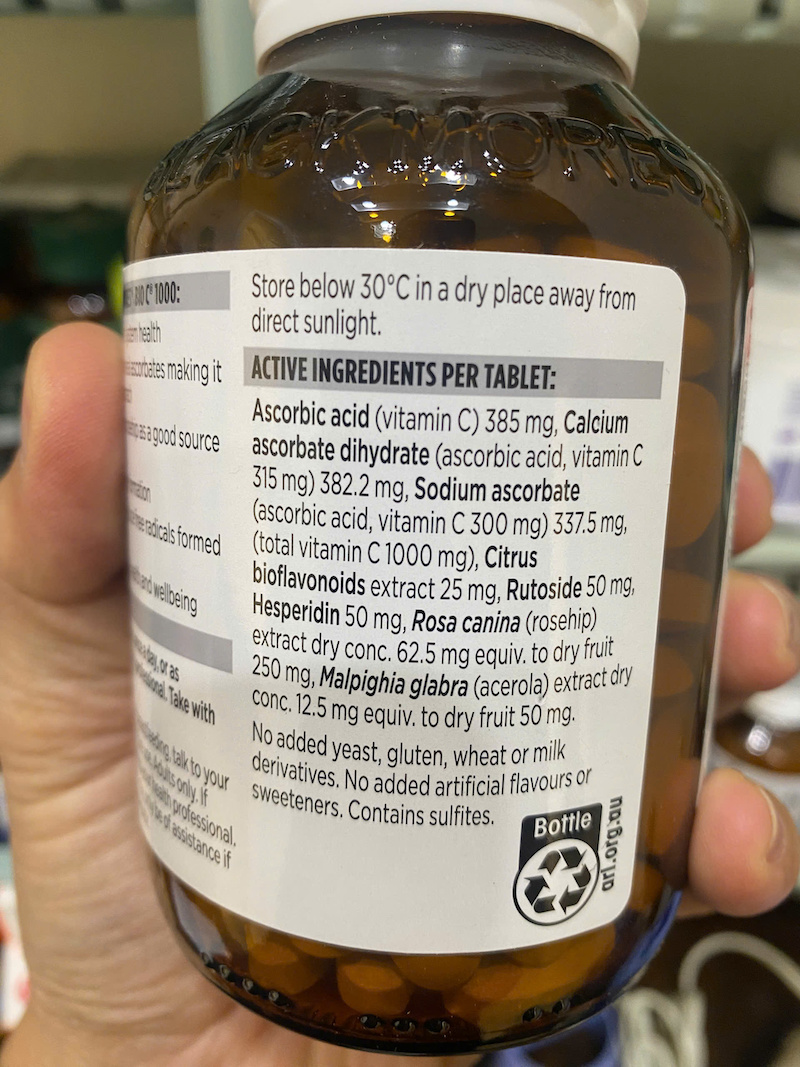 BLACKMORES
BIO C® 1000:
health
ascorbates making it
as a good source
free radicals formed
and wellbeing
a day, or as
Take with
talk to your
Adults only. If
health professional.
be of assistance if
Store below 30°C in a dry place away from
direct sunlight.
ACTIVE INGREDIENTS PER TABLET:
Ascorbic acid (vitamin C) 385 mg, Calcium
ascorbate dihydrate (ascorbic acid, vitamin C
315 mg) 382.2 mg, Sodium ascorbate
(ascorbic acid, vitamin C 300 mg) 337.5 mg,
(total vitamin C 1000 mg), Citrus
bioflavonoids extract 25 mg, Rutoside 50 mg,
Hesperidin 50 mg, Rosa canina (rosehip)
extract dry conc. 62.5 mg equiv. to dry fruit
250 mg, Malpighia glabra (acerola) extract dry
conc. 12.5 mg equiv. to dry fruit 50 mg.
No added yeast, gluten, wheat or milk
derivatives. No added artificial flavours or
sweeteners. Contains sulfites.
Bottle
arl.org.au